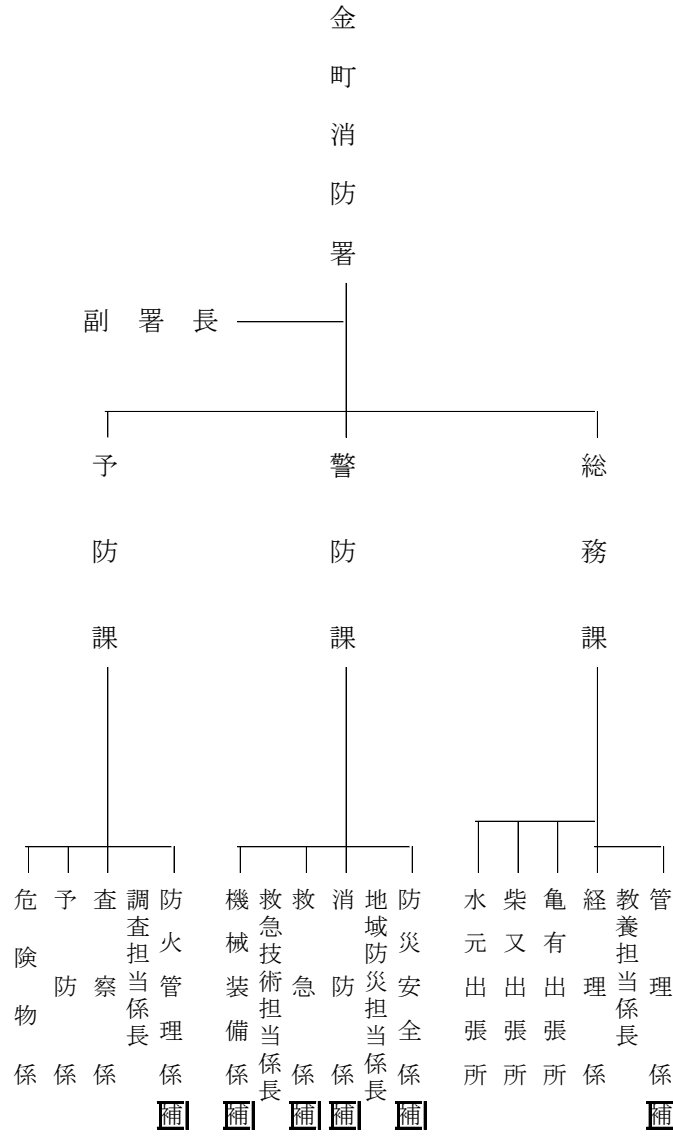 金町消防署
副署長
総務課
警防課
予防課
管理係 補
教養担当係長
経理係
亀有出張所
柴又出張所
水元出張所
防災安全係 補
地域防災担当係長
消防係 補
救急係 補
救急技術担当係長
機械装備係 補
防火管理係 補
調査担当係長
査察係
予防係
危険物係